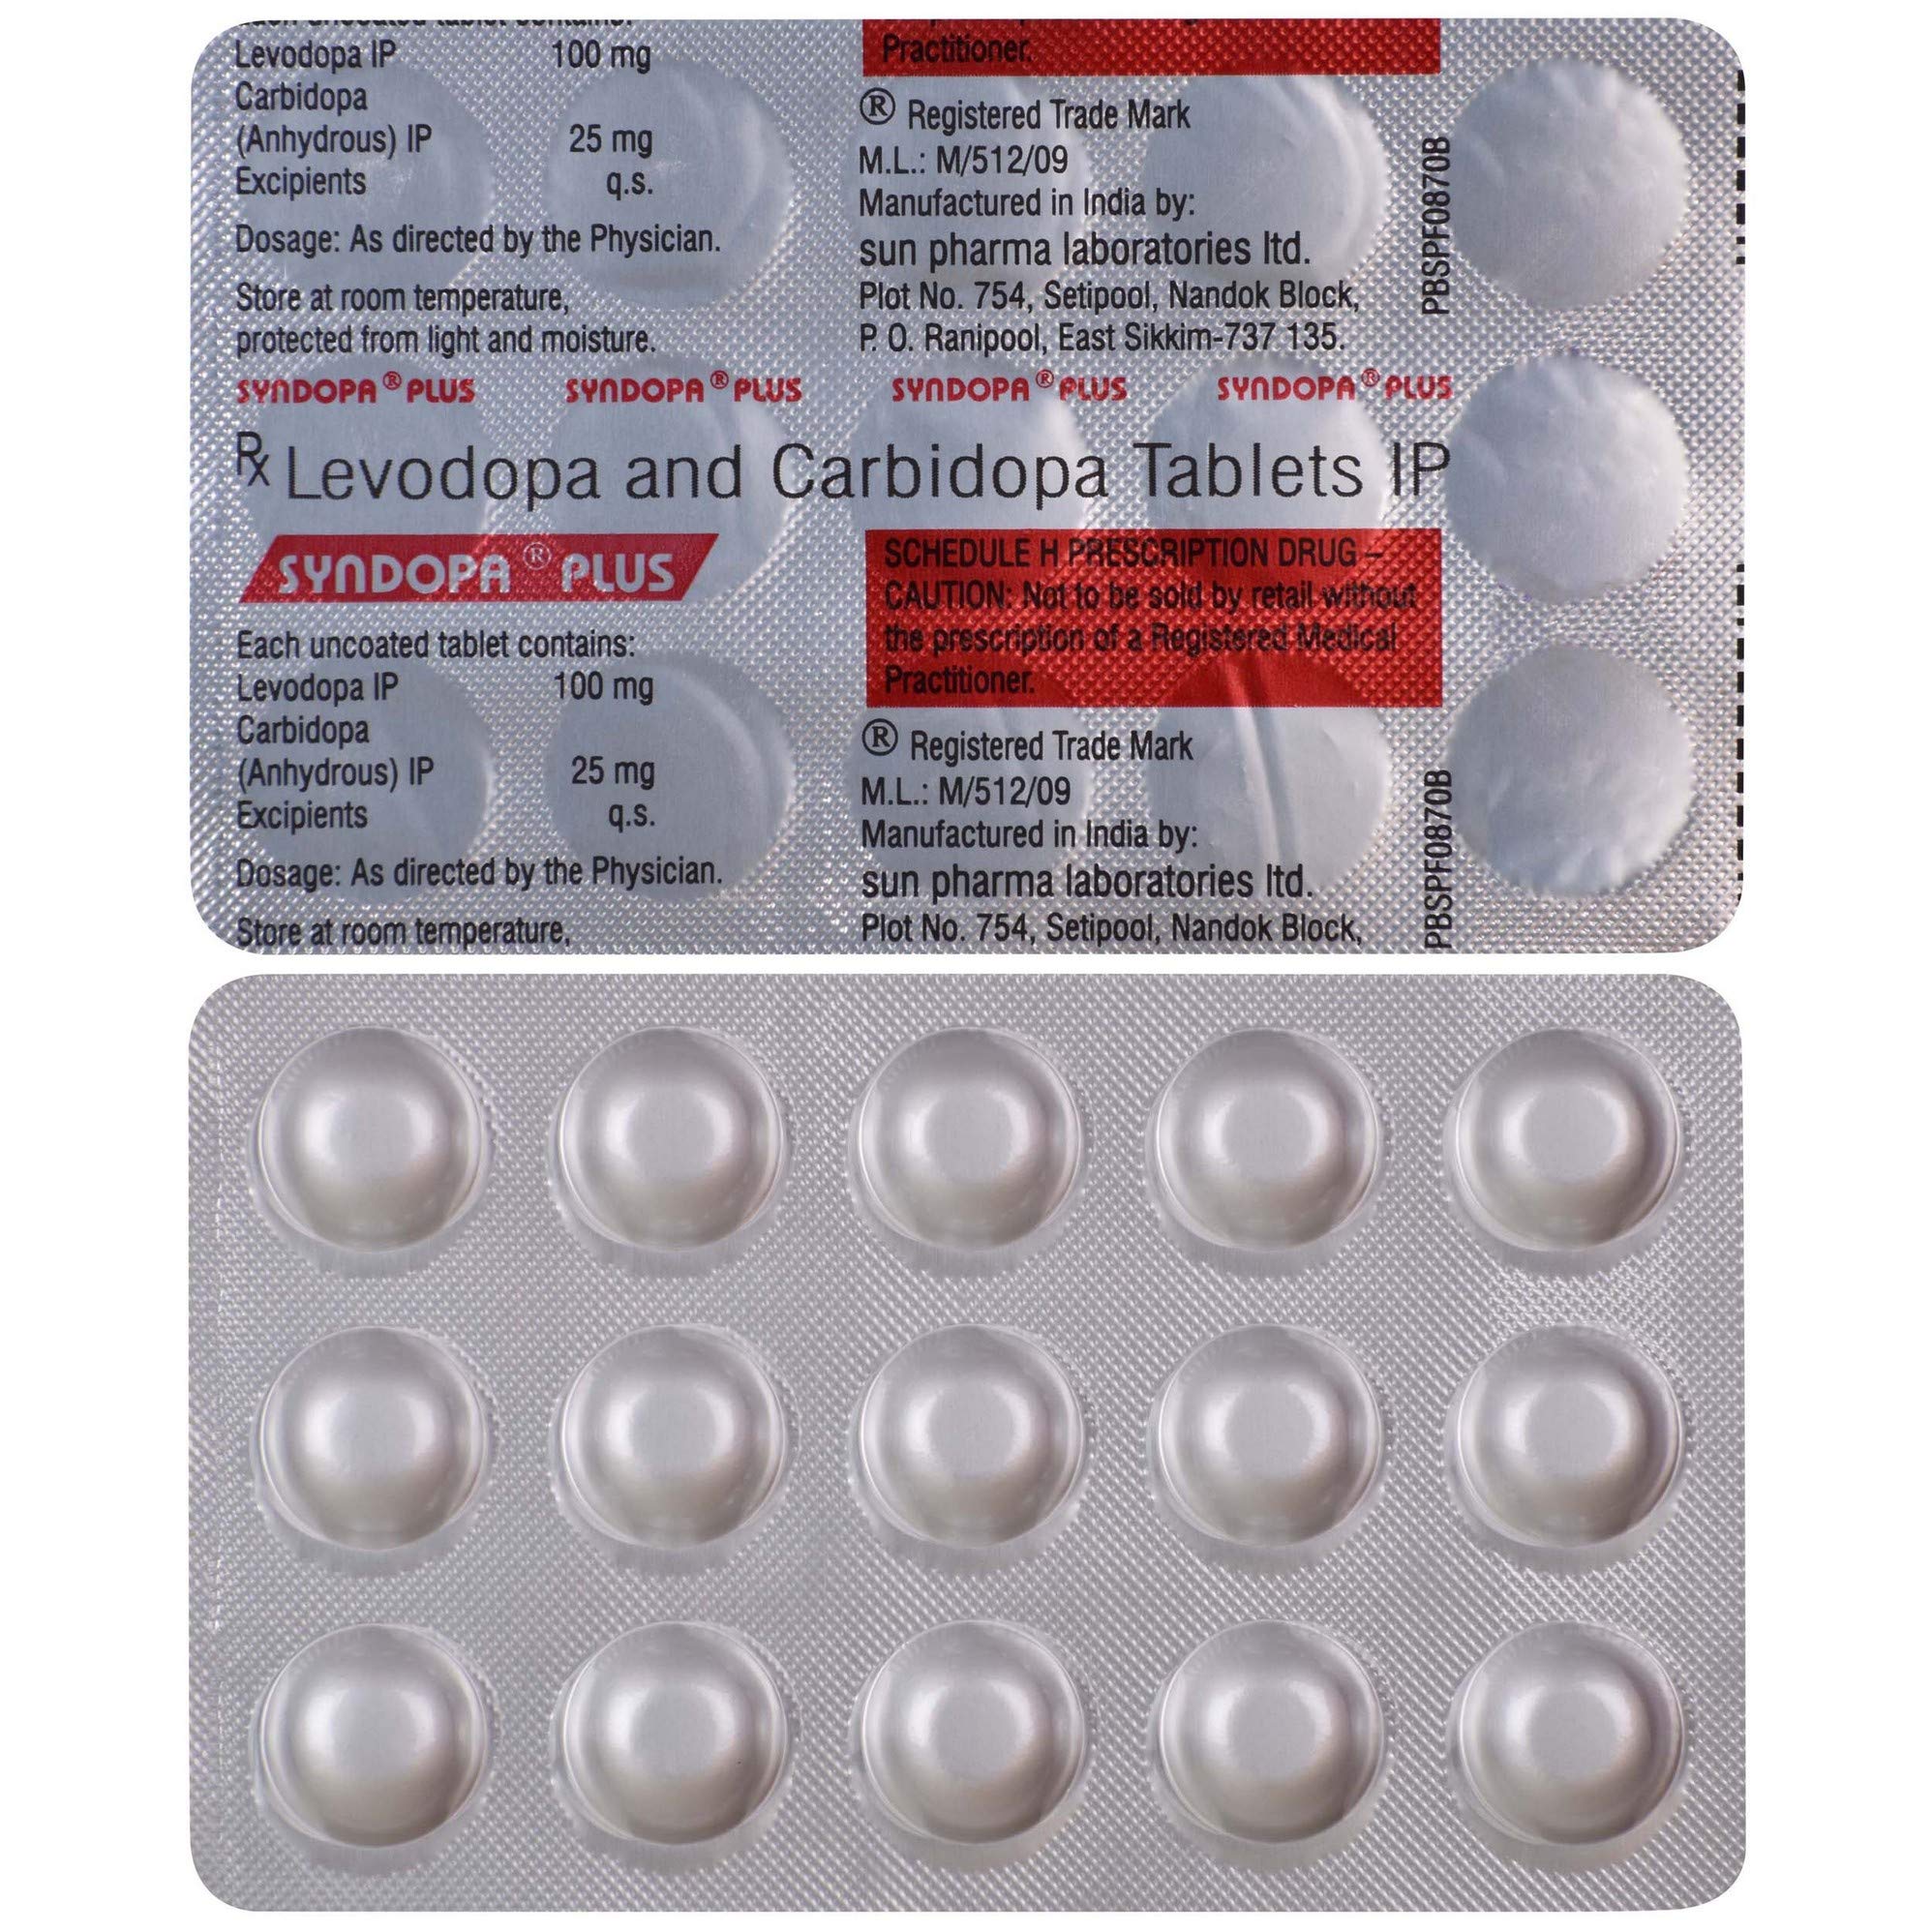 Each uncoated tablet contains:
Levodopa IP 100 mg
Carbidopa
(Anhydrous) IP 25 mg
Excipients q.s.
Dosage: As directed by the Physician.
Store at room temperature,
protected from light and moisture.
Practitioner.
® Registered Trade Mark
M.L.: M/512/09
Manufactured in India by:
sun pharma laboratories ltd.
Plot No. 754, Setipool, Nandok Block,
P. O. Ranipool, East Sikkim-737 135.
PBSPF0870B
SYNDOPA® PLUS SYNDOPA® PLUS SYNDOPA® PLUS SYNDOPA® PLUS
Rx Levodopa and Carbidopa Tablets IP
SYNDOPA® PLUS
Each uncoated tablet contains:
Levodopa IP 100 mg
Carbidopa
(Anhydrous) IP 25 mg
Excipients q.s.
Dosage: As directed by the Physician.
Store at room temperature,
SCHEDULE H PRESCRIPTION DRUG –
CAUTION: Not to be sold by retail without
the prescription of a Registered Medical
Practitioner.
® Registered Trade Mark
M.L.: M/512/09
Manufactured in India by:
sun pharma laboratories ltd.
Plot No. 754, Setipool, Nandok Block,
PBSPF0870B